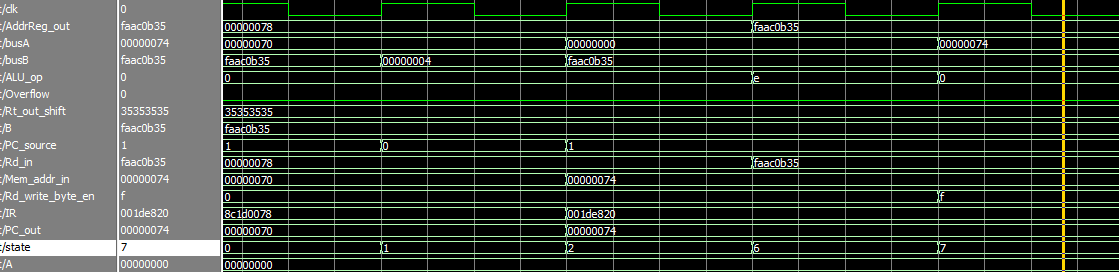 t/clk 0
t/AddrReg_out faac0b35 00000078 faac0b35
t/busA 00000074 00000070 00000000 00000074
t/busB faac0b35 faac0b35 00000004 faac0b35
t/ALU_op 0 0 e 0
t/Overflow 0
t/Rt_out_shift 35353535 35353535
t/B faac0b35 faac0b35
t/PC_source 1 1 0 1
t/Rd_in faac0b35 00000078 faac0b35
t/Mem_addr_in 00000074 00000070 00000074
t/Rd_write_byte_en f 0 f
t/IR 001de820 8c1d0078 001de820
t/PC_out 00000074 00000070 00000074
t/state 7 0 1 2 6 7
t/A 00000000 00000000